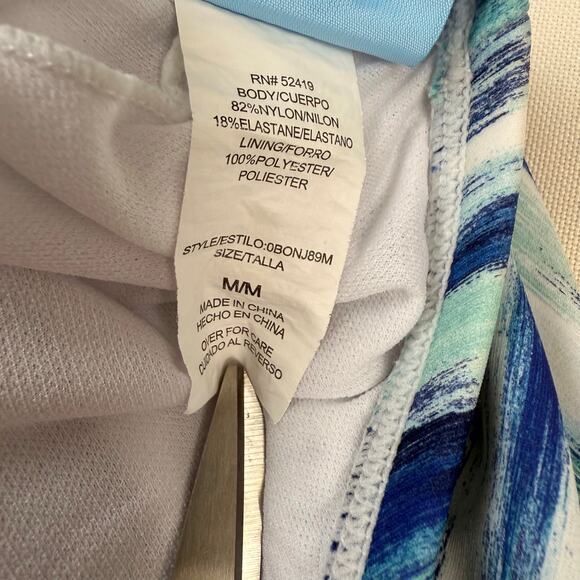 RN# 52419
BODY/CUERPO
82%NYLON/NILON
18%ELASTANE/ELASTANO
LINING/FORRO
100%POLYESTER/
POLIESTER
STYLE/ESTILO:0BONJ89M
SIZE/TALLA
M/M
MADE IN CHINA
HECHO EN CHINA
OVER FOR CARE
CUIDADO AL REVERSO